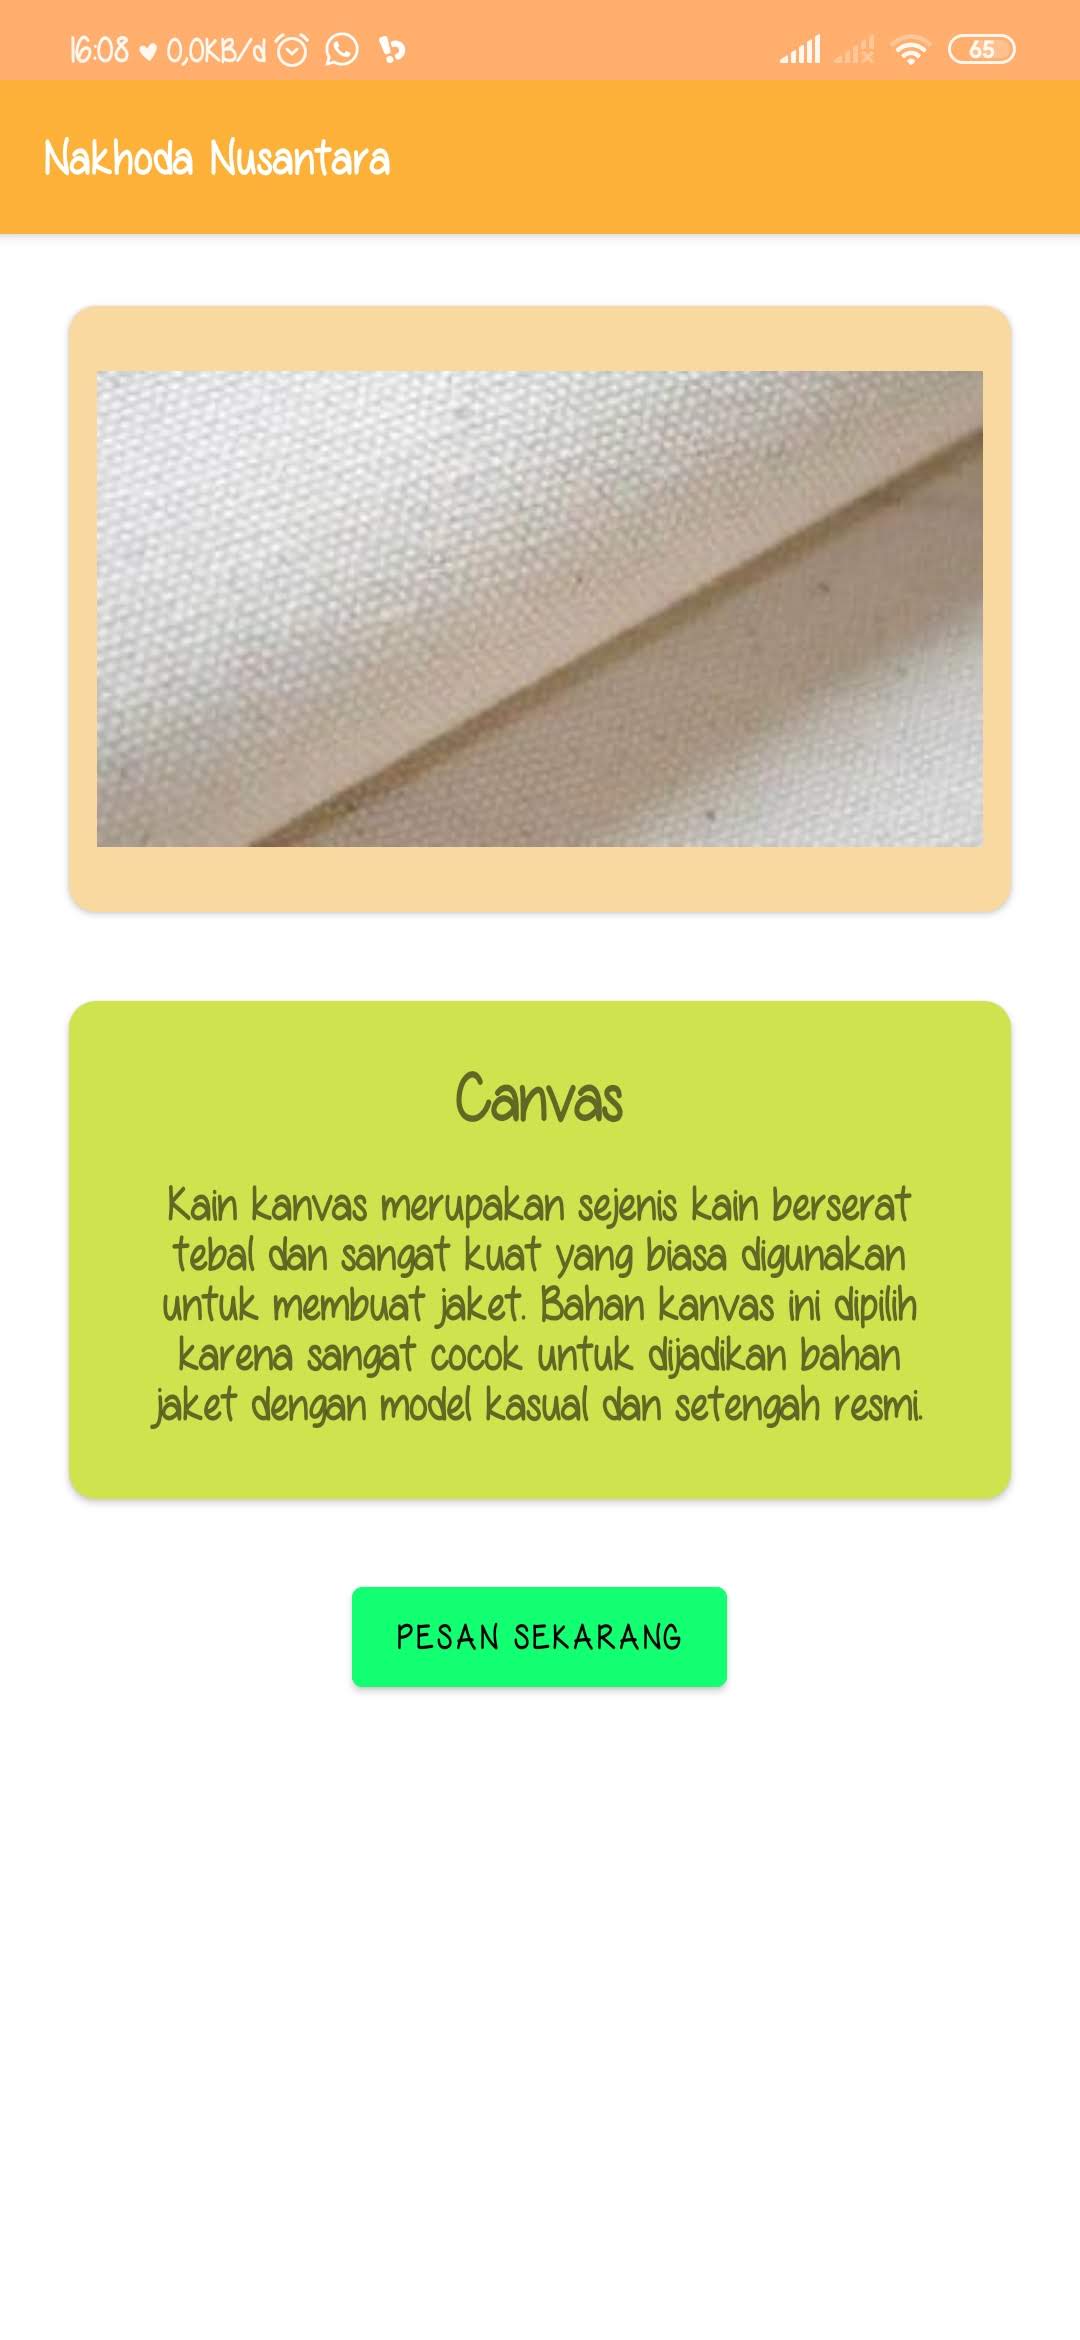 16:08 ♥ 0,0KB/d
65
Nakhoda Nusantara
Canvas
Kain kanvas merupakan sejenis kain berserat
tebal dan sangat kuat yang biasa digunakan
untuk membuat jaket. Bahan kanvas ini dipilih
karena sangat cocok untuk dijadikan bahan
jaket dengan model kasual dan setengah resmi.
PESAN SEKARANG